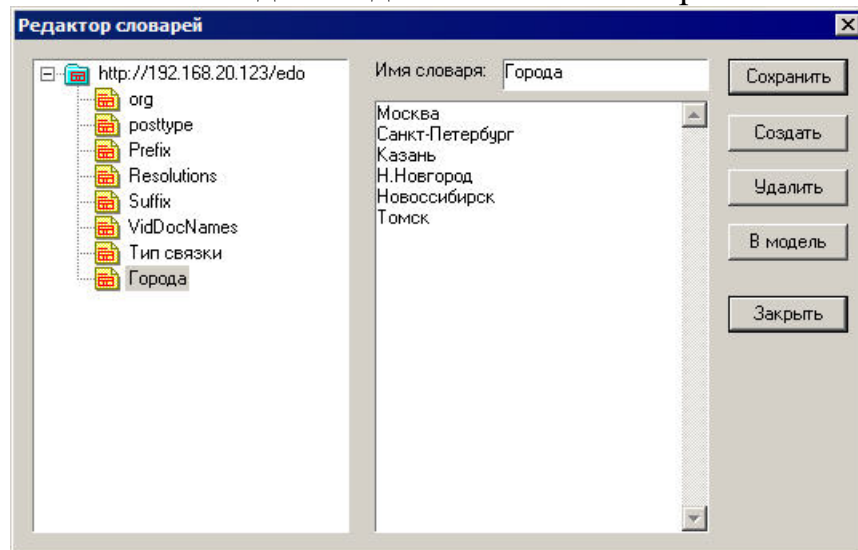 Редактор словарей
http://192.168.20.123/edo
org
posttype
Prefix
Resolutions
Suffix
VidDocNames
Тип связки
Города
Имя словаря: Города
Москва
Санкт-Петербург
Казань
Н.Новгород
Новоссибирск
Томск
Сохранить
Создать
Удалить
В модель
Закрыть